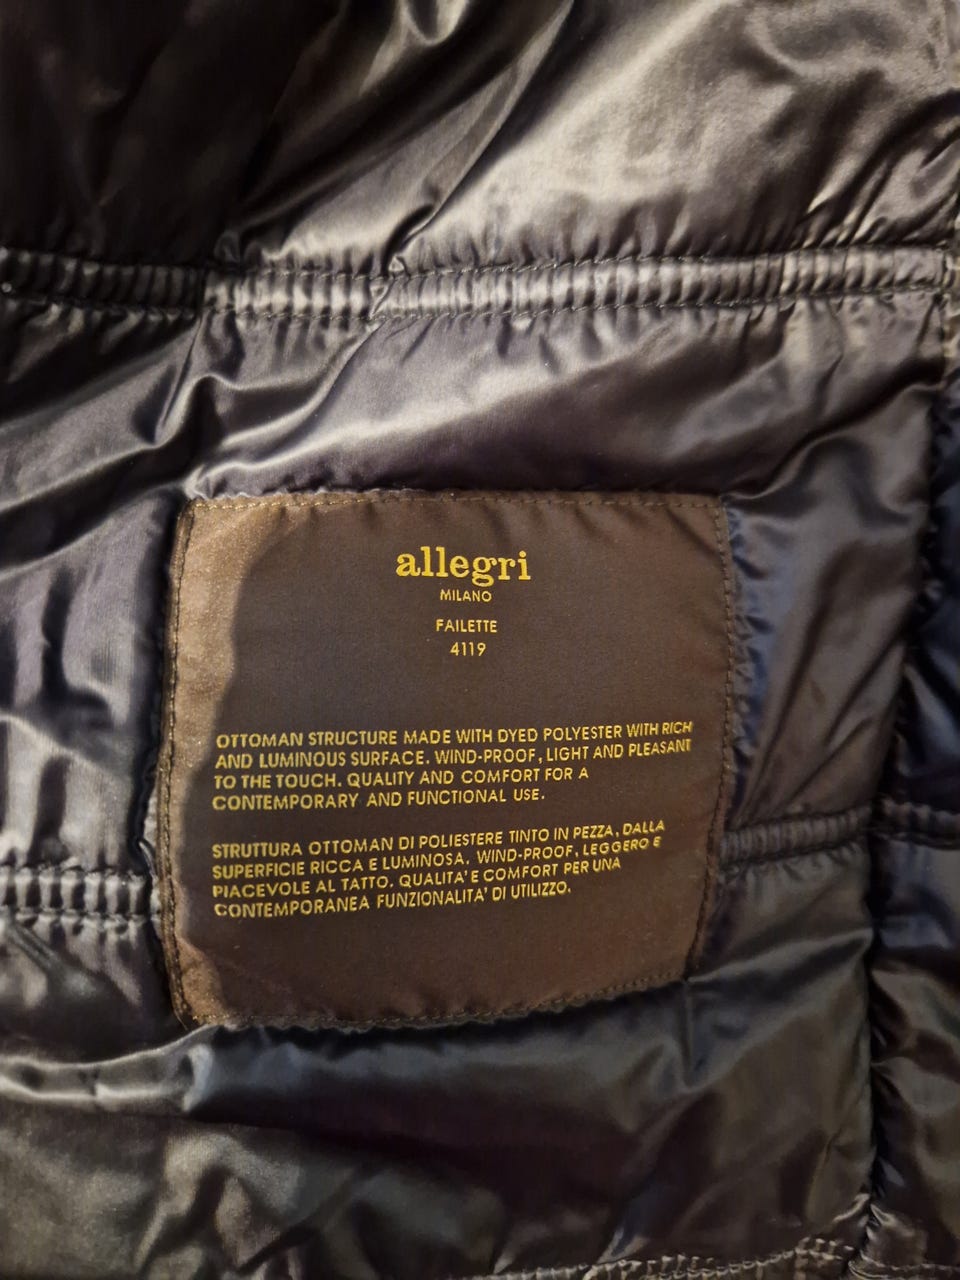 allegri
MILANO
FAILETTE
4119
OTTOMAN STRUCTURE MADE WITH DYED POLYESTER WITH RICH
AND LUMINOUS SURFACE. WIND-PROOF, LIGHT AND PLEASANT
TO THE TOUCH. QUALITY AND COMFORT FOR A
CONTEMPORARY AND FUNCTIONAL USE.
STRUTTURA OTTOMAN DI POLIESTERE TINTO IN PEZZA, DALLA
SUPERFICIE RICCA E LUMINOSA. WIND-PROOF, LEGGERO E
PIACEVOLE AL TATTO. QUALITA' E COMFORT PER UNA
CONTEMPORANEA FUNZIONALITA' DI UTILIZZO.